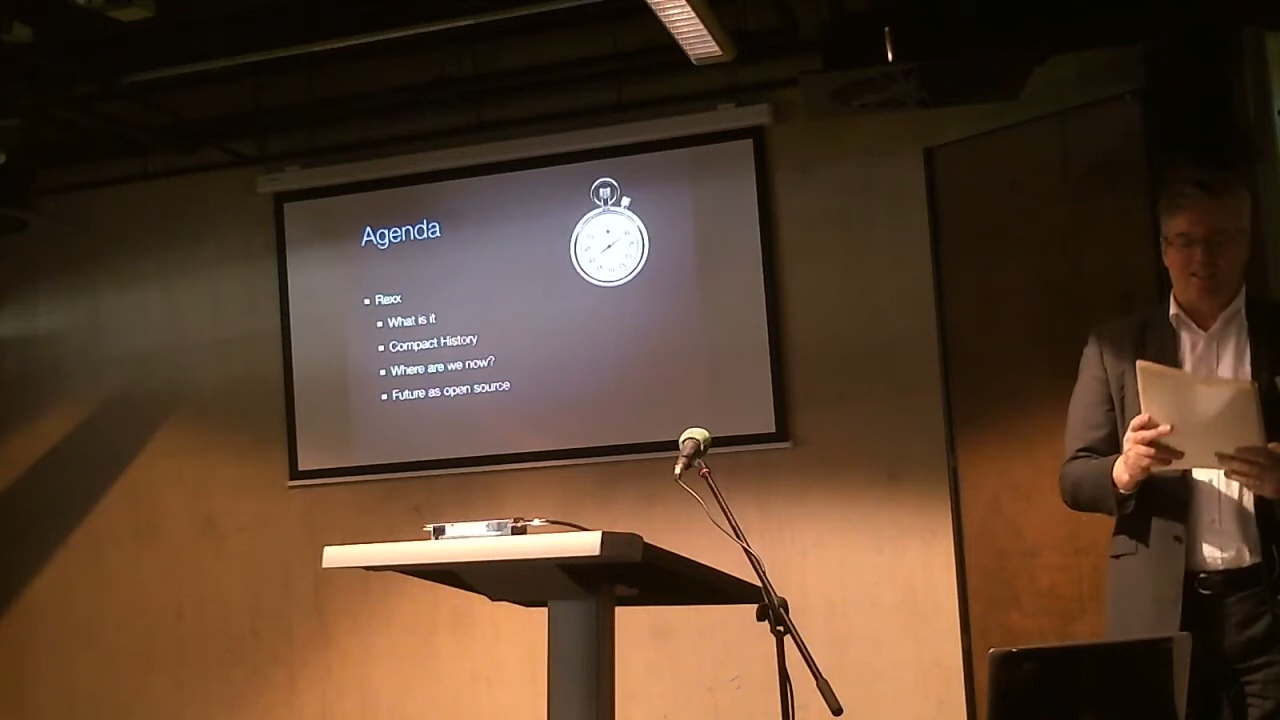 Agenda
▪ Rexx
▪ What is it
▪ Compact History
▪ Where are we now?
▪ Future as open source